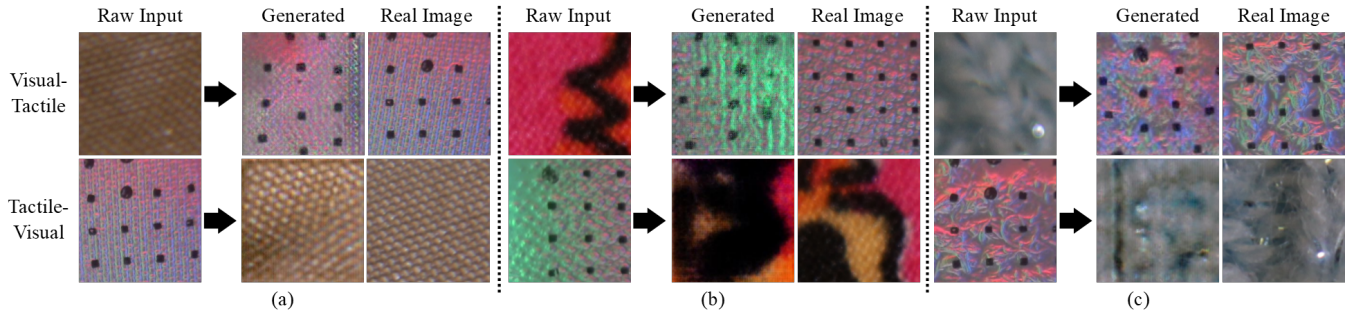 Raw Input Generated Real Image Raw Input Generated Real Image Raw Input Generated Real Image
Visual-
Tactile
Tactile-
Visual
(a) (b) (c)